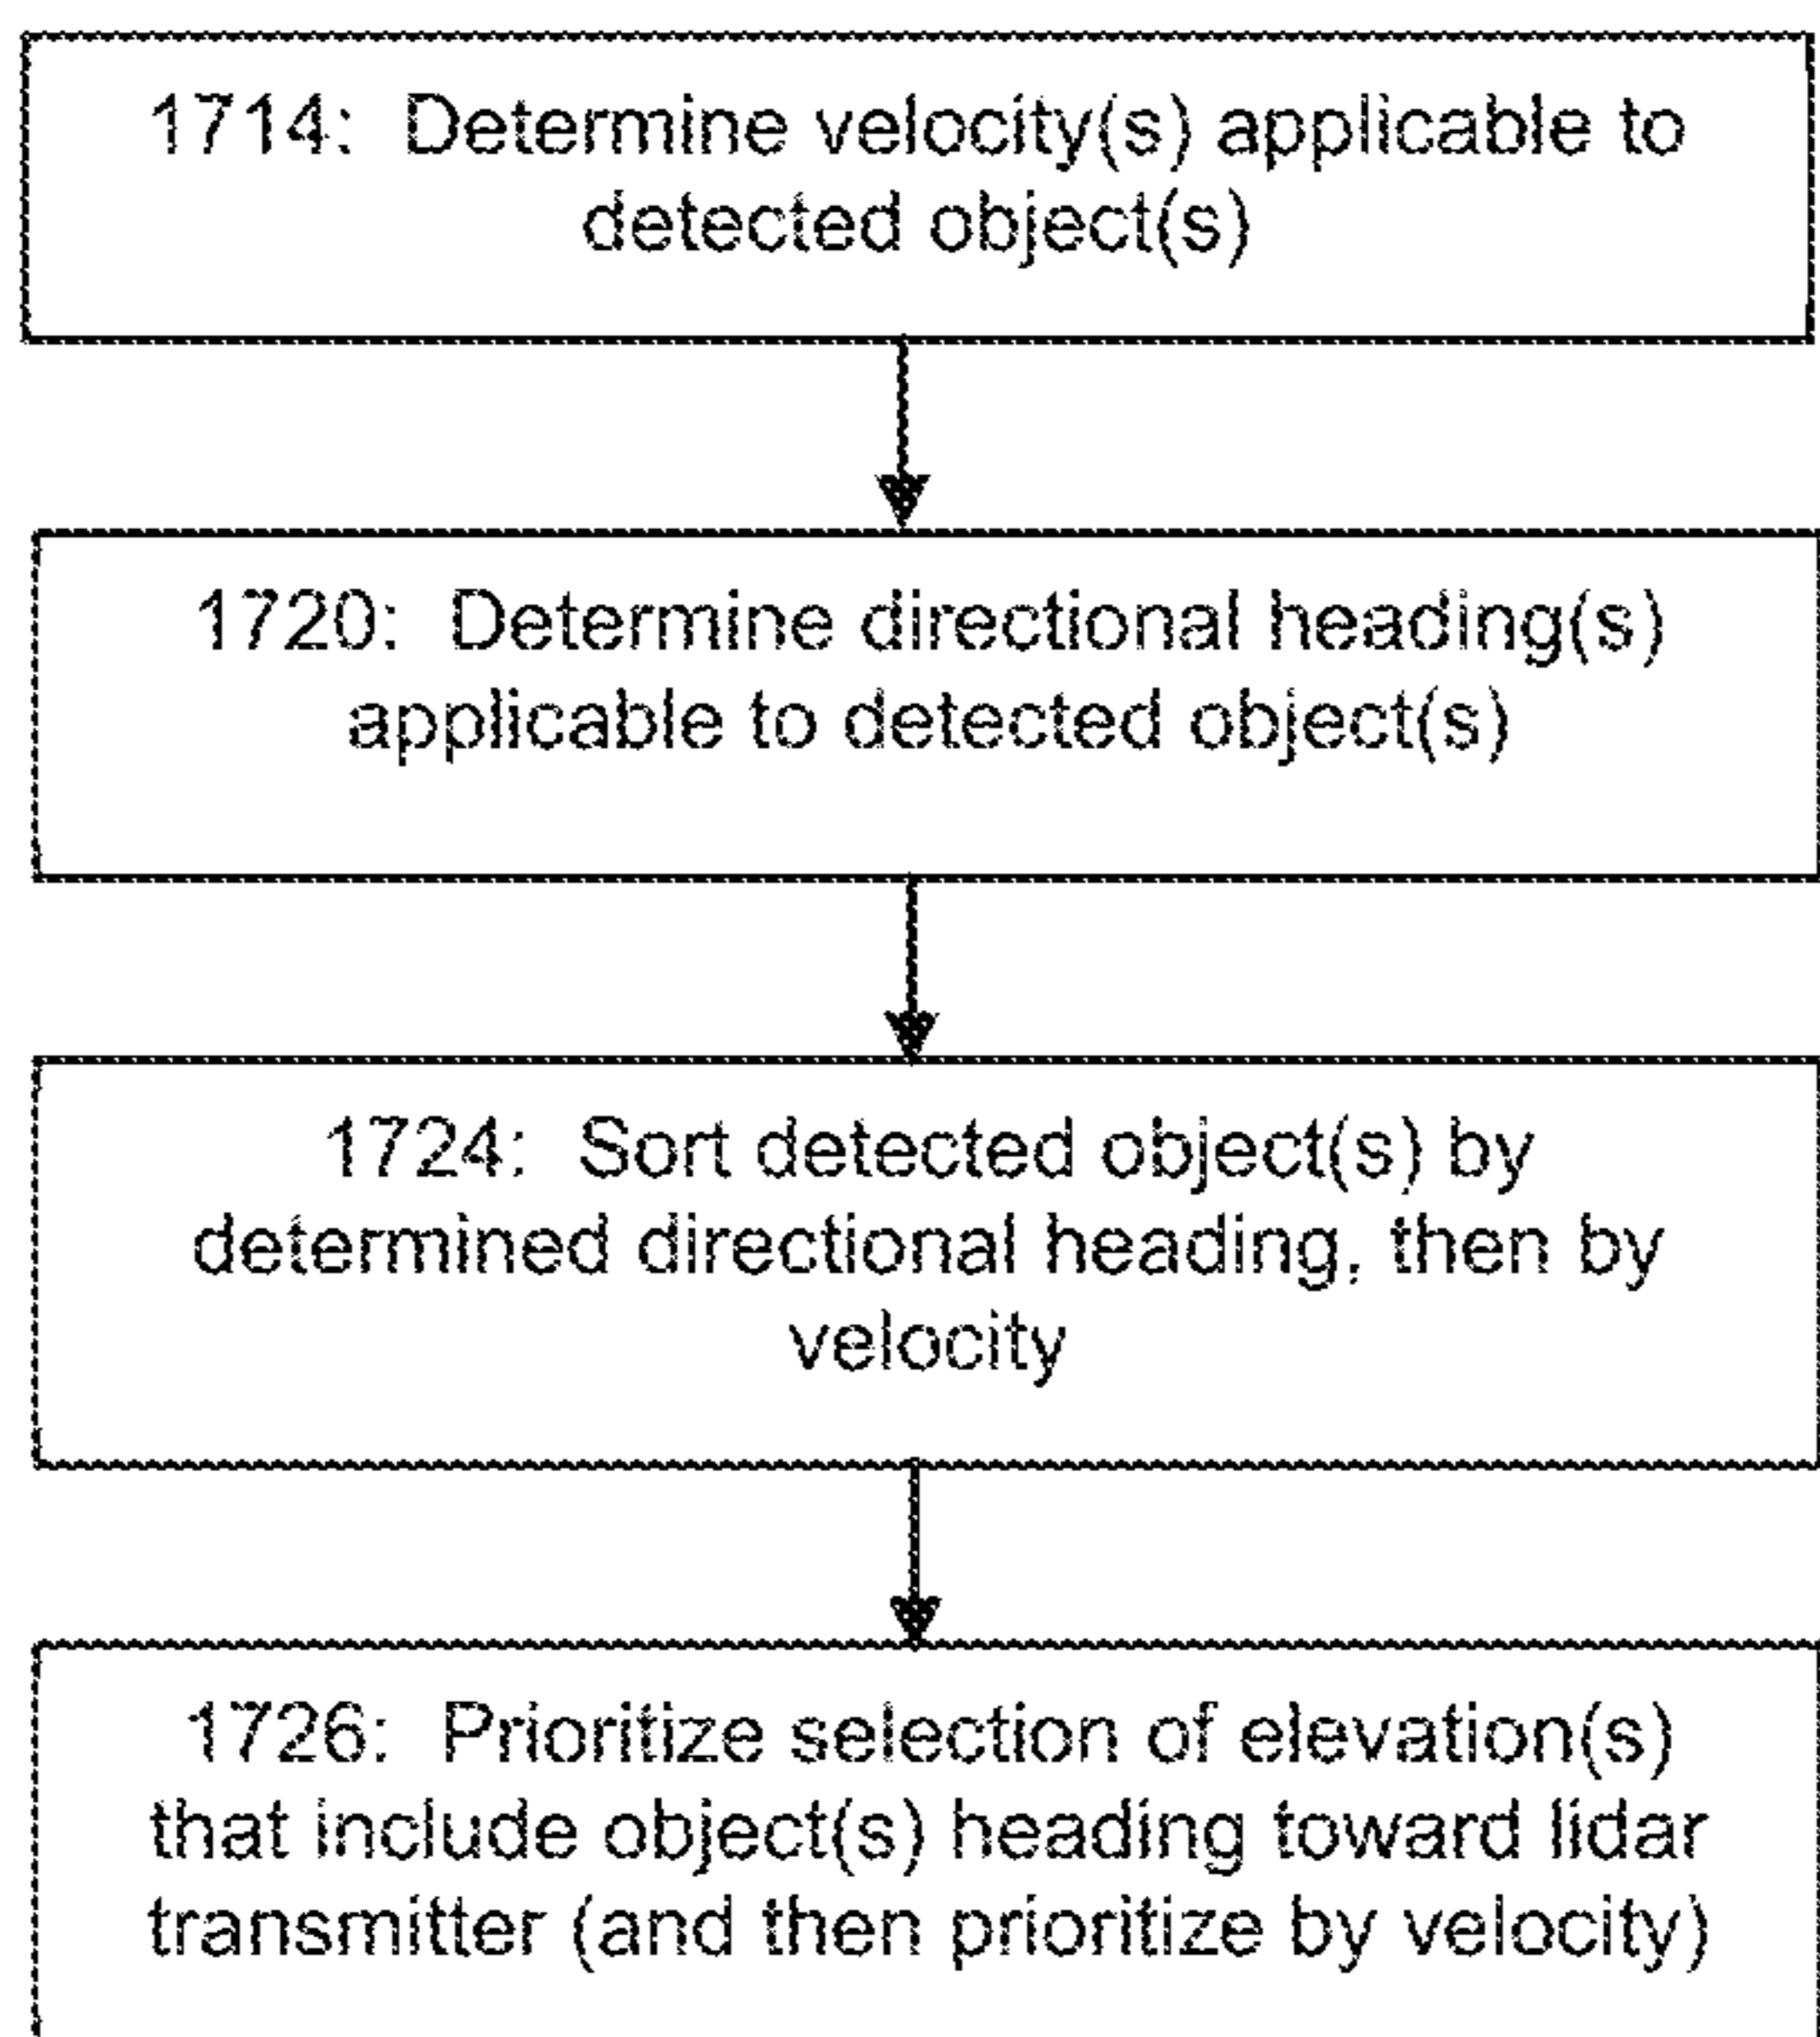 1714: Determine velocity(s) applicable to
detected object(s)
1720: Determine directional heading(s)
applicable to detected object(s)
1724: Sort detected object(s) by
determined directional heading, then by
velocity
1726: Prioritize selection of elevation(s)
that include object(s) heading toward lidar
transmitter (and then prioritize by velocity)